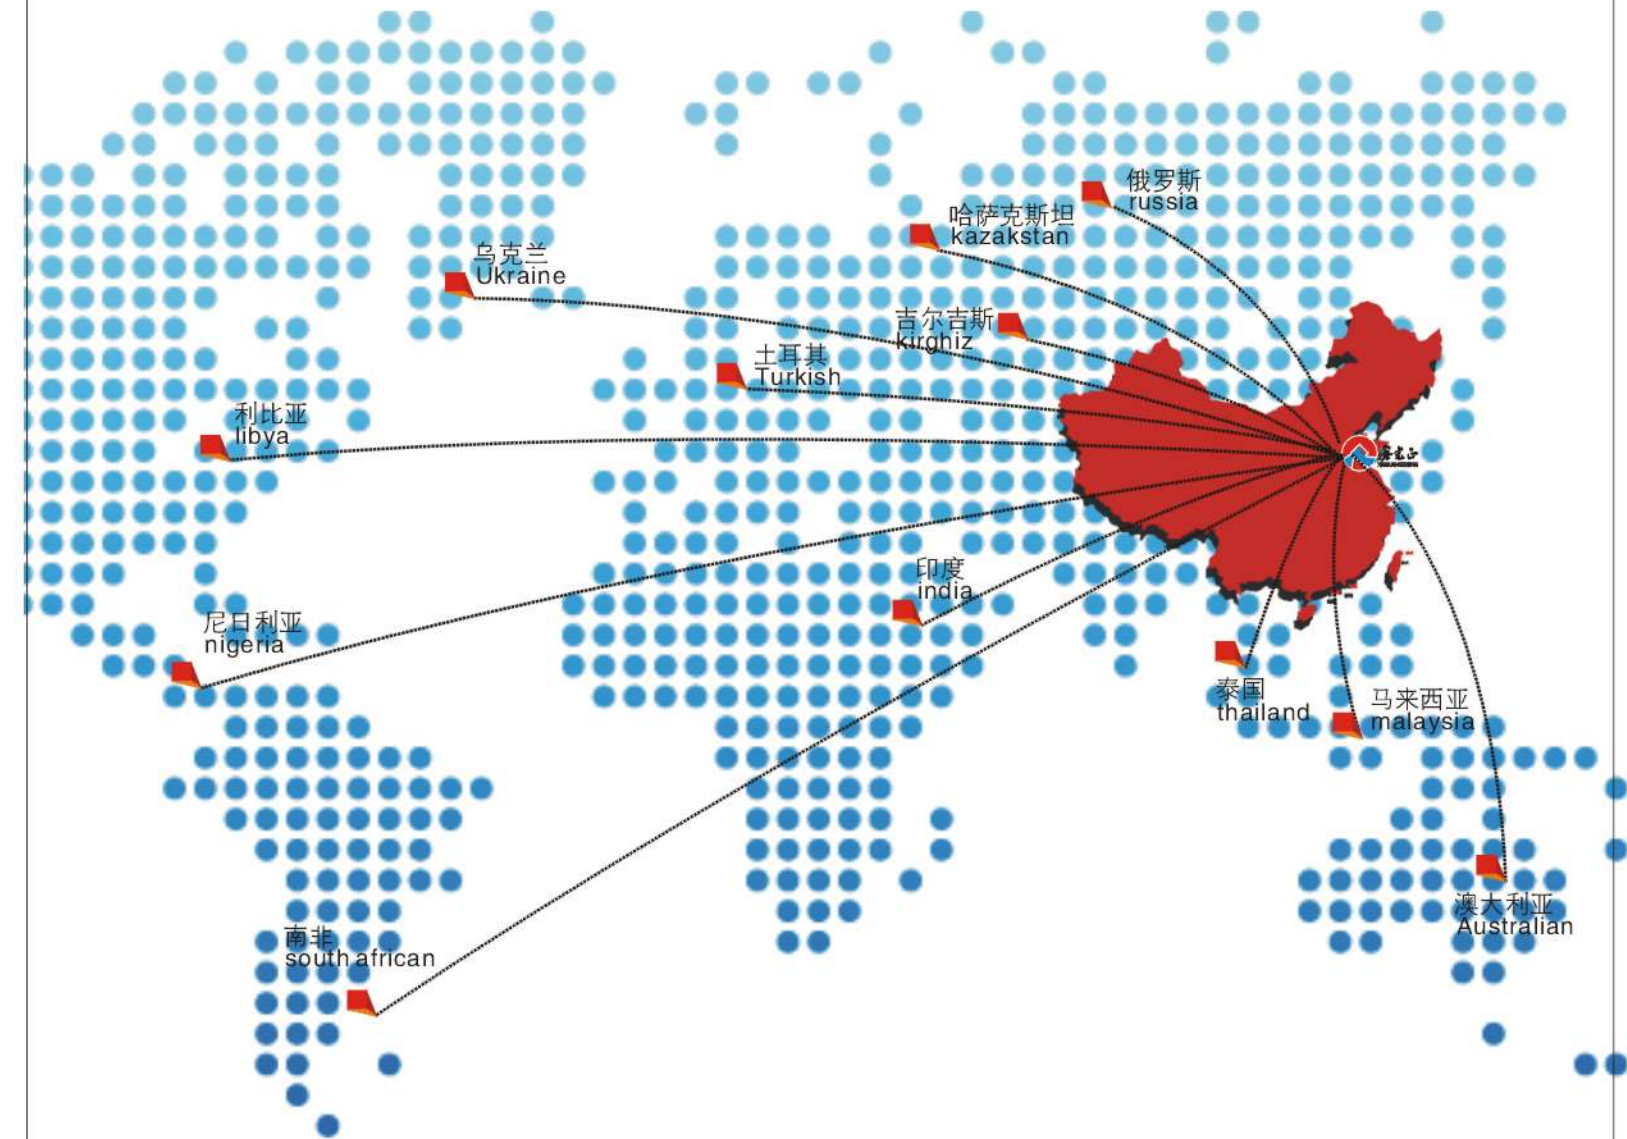 俄罗斯
russia
哈萨克斯坦
kazakstan
乌克兰
Ukraine
吉尔吉斯
kirghiz
土耳其
Turkish
利比亚
libya
印度
india
尼日利亚
nigeria
泰国
thailand
马来西亚
malaysia
澳大利亚
Australian
南非
south african